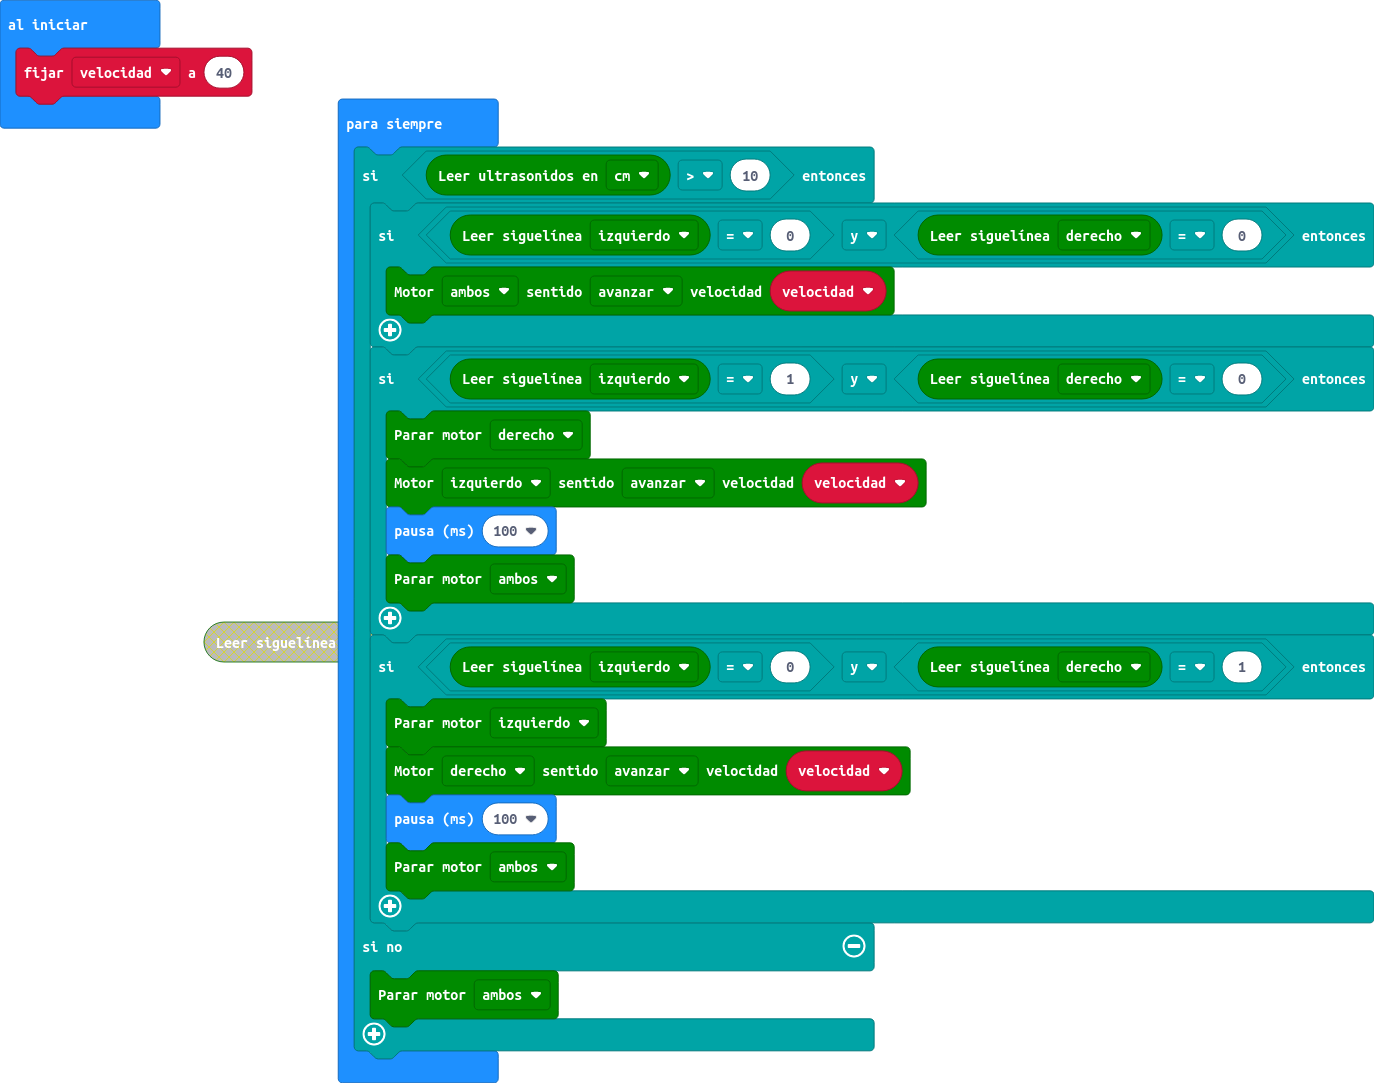 al iniciar
fijar velocidad a 40
para siempre
si Leer ultrasonidos en cm > 10 entonces
si Leer siguelínea izquierdo = 0 y Leer siguelínea derecho = 0 entonces
Motor ambos sentido avanzar velocidad velocidad
si Leer siguelínea izquierdo = 1 y Leer siguelínea derecho = 0 entonces
Parar motor derecho
Motor izquierdo sentido avanzar velocidad velocidad
pausa (ms) 100
Parar motor ambos
Leer siguelínea
si Leer siguelínea izquierdo = 0 y Leer siguelínea derecho = 1 entonces
Parar motor izquierdo
Motor derecho sentido avanzar velocidad velocidad
pausa (ms) 100
Parar motor ambos
si no
Parar motor ambos